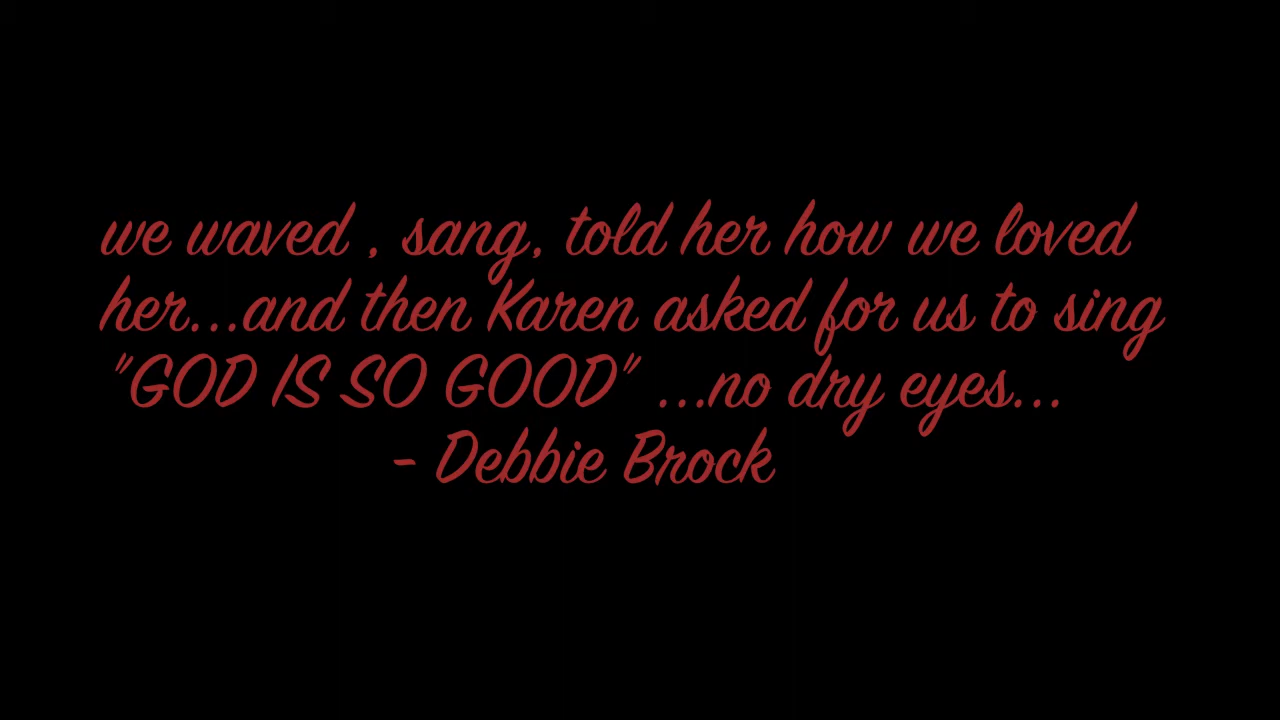 we waved , sang, told her how we loved
her...and then Karen asked for us to sing
"GOD IS SO GOOD" ...no dry eyes...
- Debbie Brock